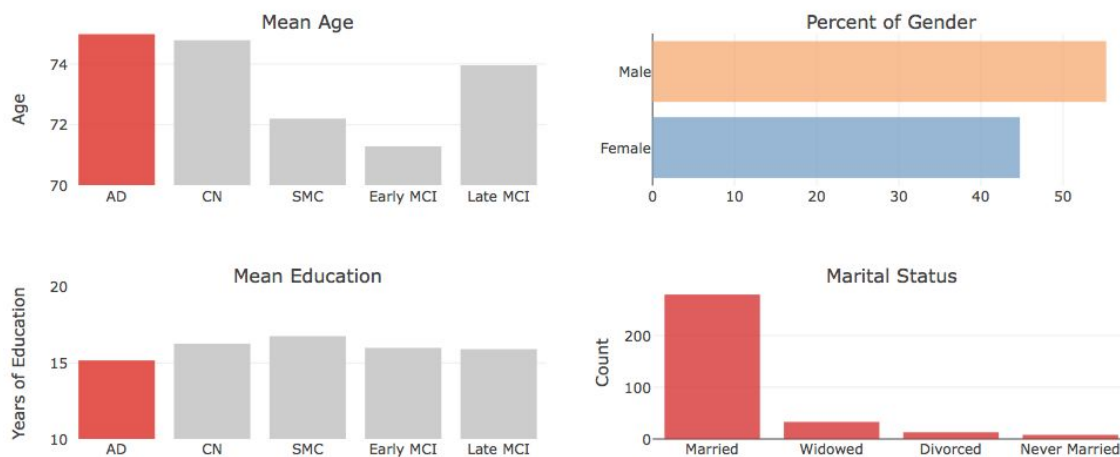 Mean Age
Age
74
72
70
AD CN SMC Early MCI Late MCI
Percent of Gender
Male
Female
0 10 20 30 40 50
Mean Education
Years of Education
20
15
10
AD CN SMC Early MCI Late MCI
Marital Status
Count
200
100
0
Married Widowed Divorced Never Married